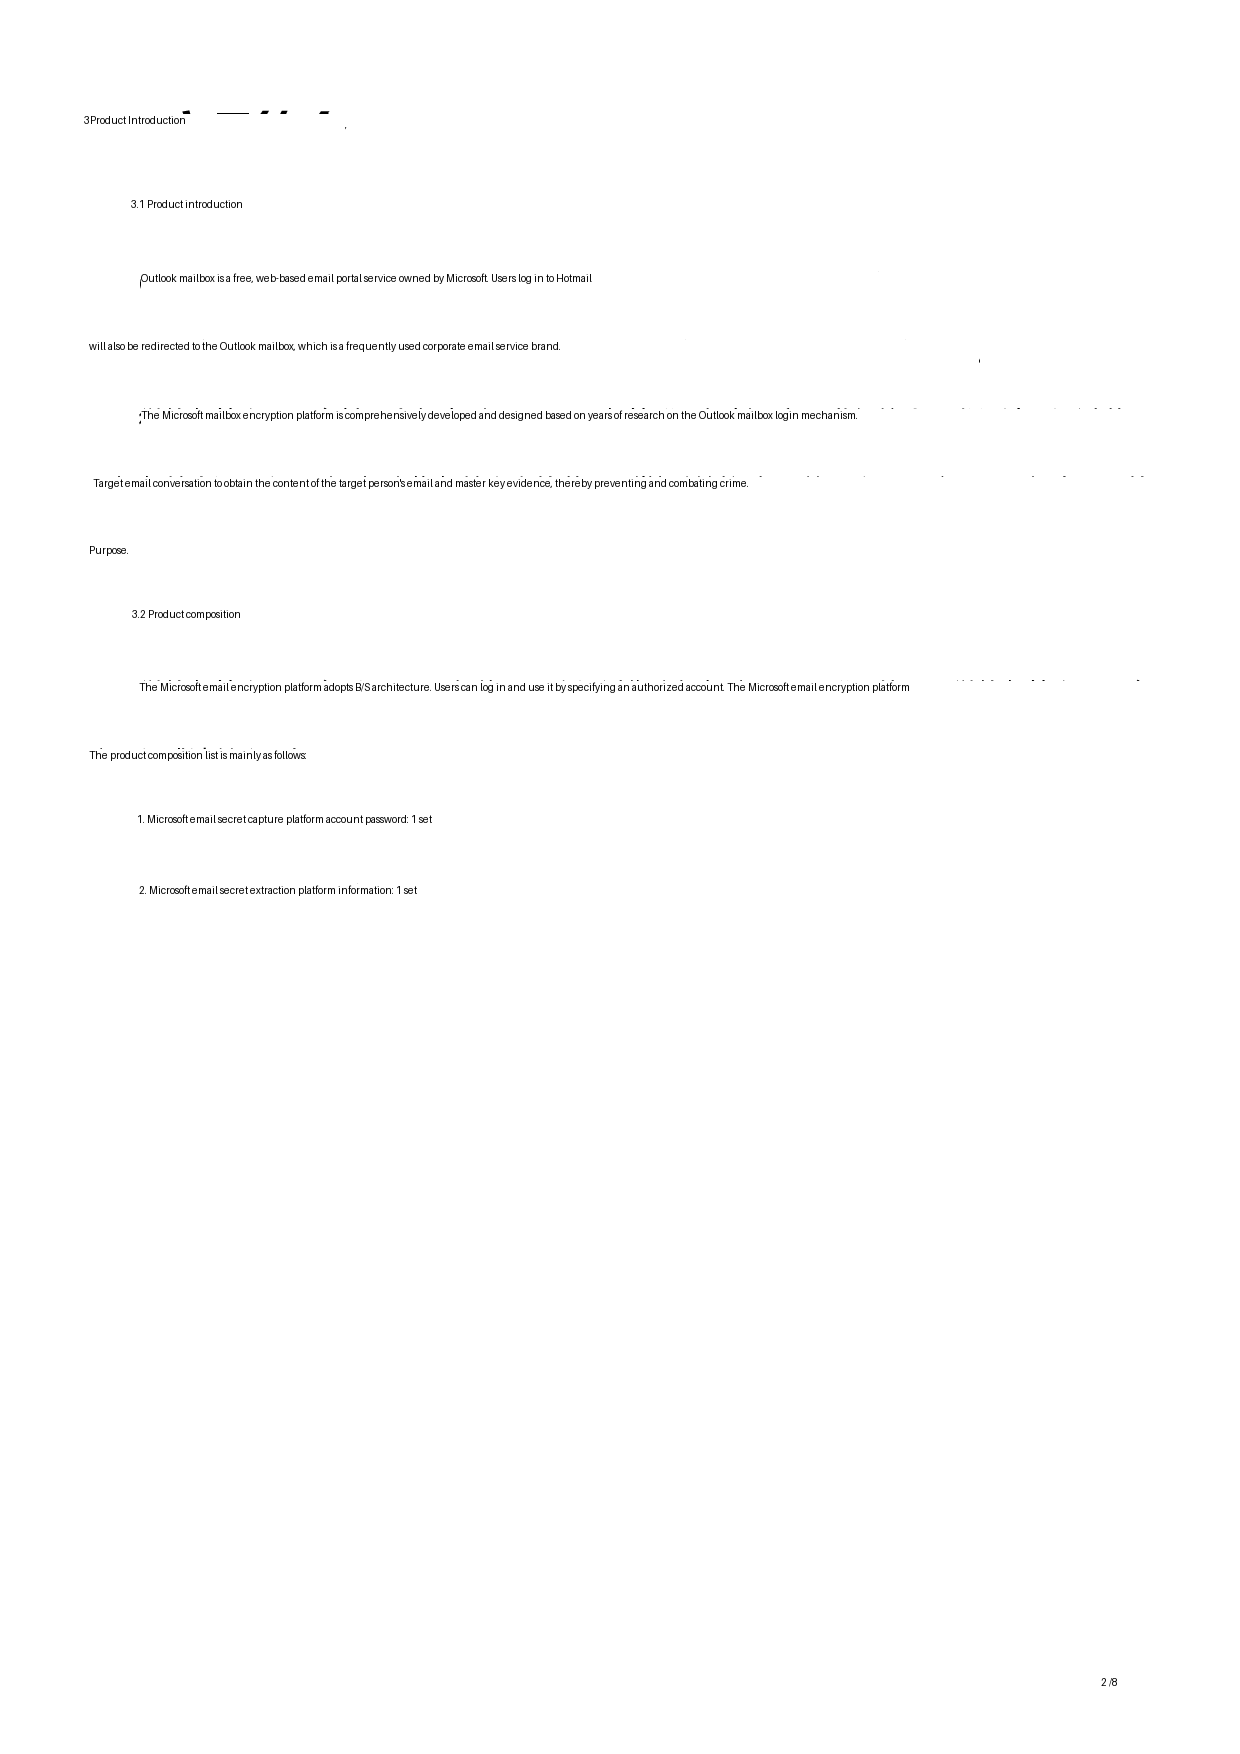 3Product Introduction
3.1 Product introduction
Outlook mailbox is a free, web-based email portal service owned by Microsoft. Users log in to Hotmail
will also be redirected to the Outlook mailbox, which is a frequently used corporate email service brand.
The Microsoft mailbox encryption platform is comprehensively developed and designed based on years of research on the Outlook mailbox login mechanism.
Target email conversation to obtain the content of the target person's email and master key evidence, thereby preventing and combating crime.
Purpose.
3.2 Product composition
The Microsoft email encryption platform adopts B/S architecture. Users can log in and use it by specifying an authorized account. The Microsoft email encryption platform
The product composition list is mainly as follows:
1. Microsoft email secret capture platform account password: 1 set
2. Microsoft email secret extraction platform information: 1 set
2 /8